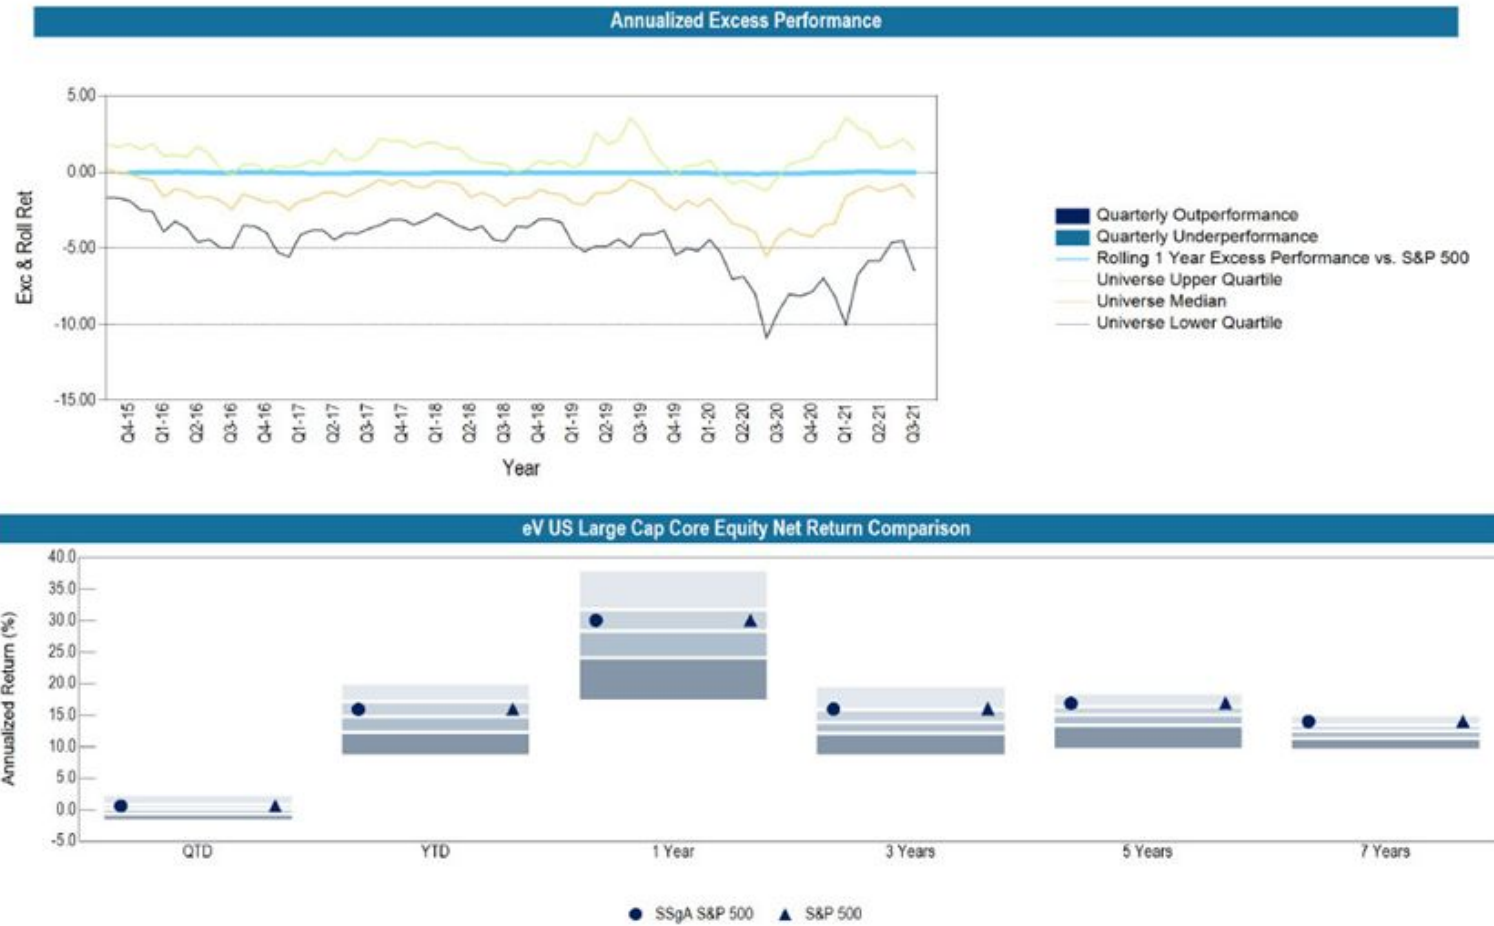 Annualized Excess Performance
5.00
0.00
-5.00
-10.00
-15.00
Exc & Roll Ret
Q4-15
Q1-16
Q2-16
Q3-16
Q4-16
Q1-17
Q2-17
Q3-17
Q4-17
Q1-18
Q2-18
Q3-18
Q4-18
Q1-19
Q2-19
Q3-19
Q4-19
Q1-20
Q2-20
Q3-20
Q4-20
Q1-21
Q2-21
Q3-21
Year
Quarterly Outperformance
Quarterly Underperformance
Rolling 1 Year Excess Performance vs. S&P 500
Universe Upper Quartile
Universe Median
Universe Lower Quartile
eV US Large Cap Core Equity Net Return Comparison
Annualized Return (%)
40.0
35.0
30.0
25.0
20.0
15.0
10.0
5.0
0.0
-5.0
QTD
YTD
1 Year
3 Years
5 Years
7 Years
SSgA S&P 500
S&P 500